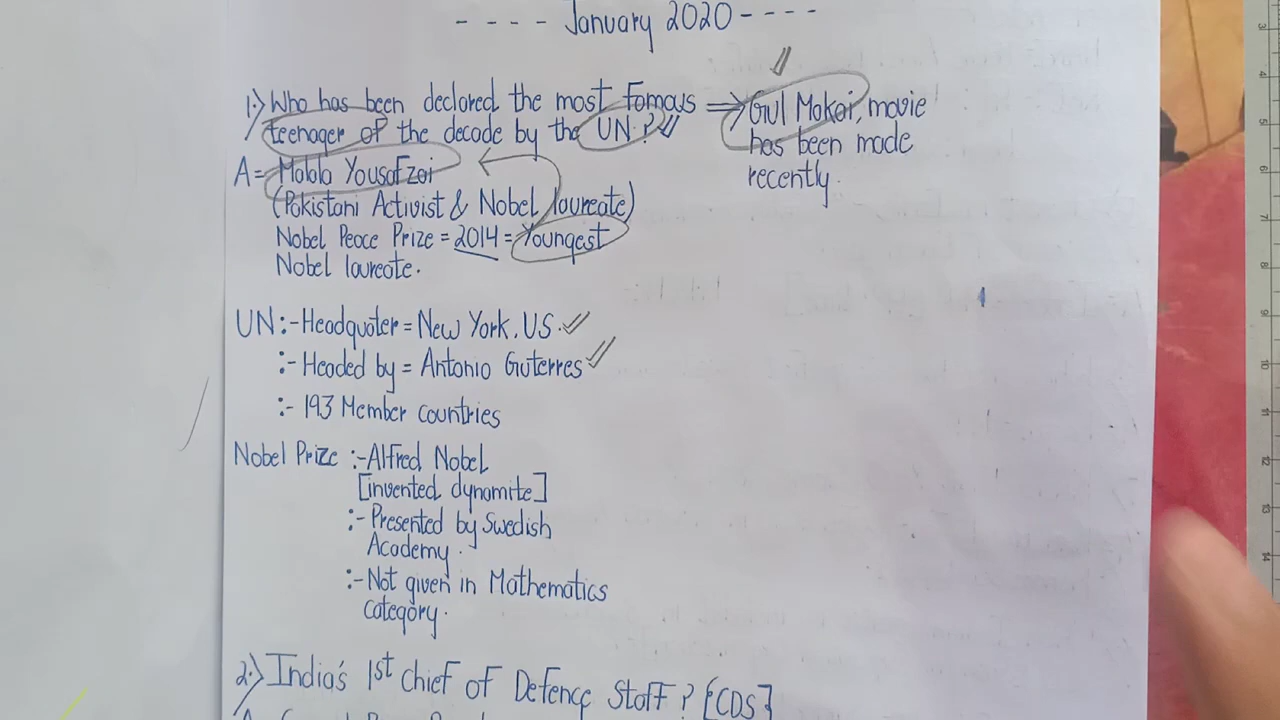 - - - - January 2020 - - - -
1.) Who has been declared the most famous ⇒ Gul Makai, movie
teenager of the decade by the UN ? has been made
A = Malala Yousafzai recently.
(Pakistani Activist & Nobel laureate)
Nobel Peace Prize = 2014 = Youngest
Nobel laureate.
UN :- Headquater = New York, US.
:- Headed by = Antonio Guterres
:- 193 Member countries
Nobel Prize :- Alfred Nobel
[invented dynamite]
:- Presented by Swedish
Academy.
:- Not given in Mathematics
category.
2.) India's 1st chief of Defence Staff ? {CDS}